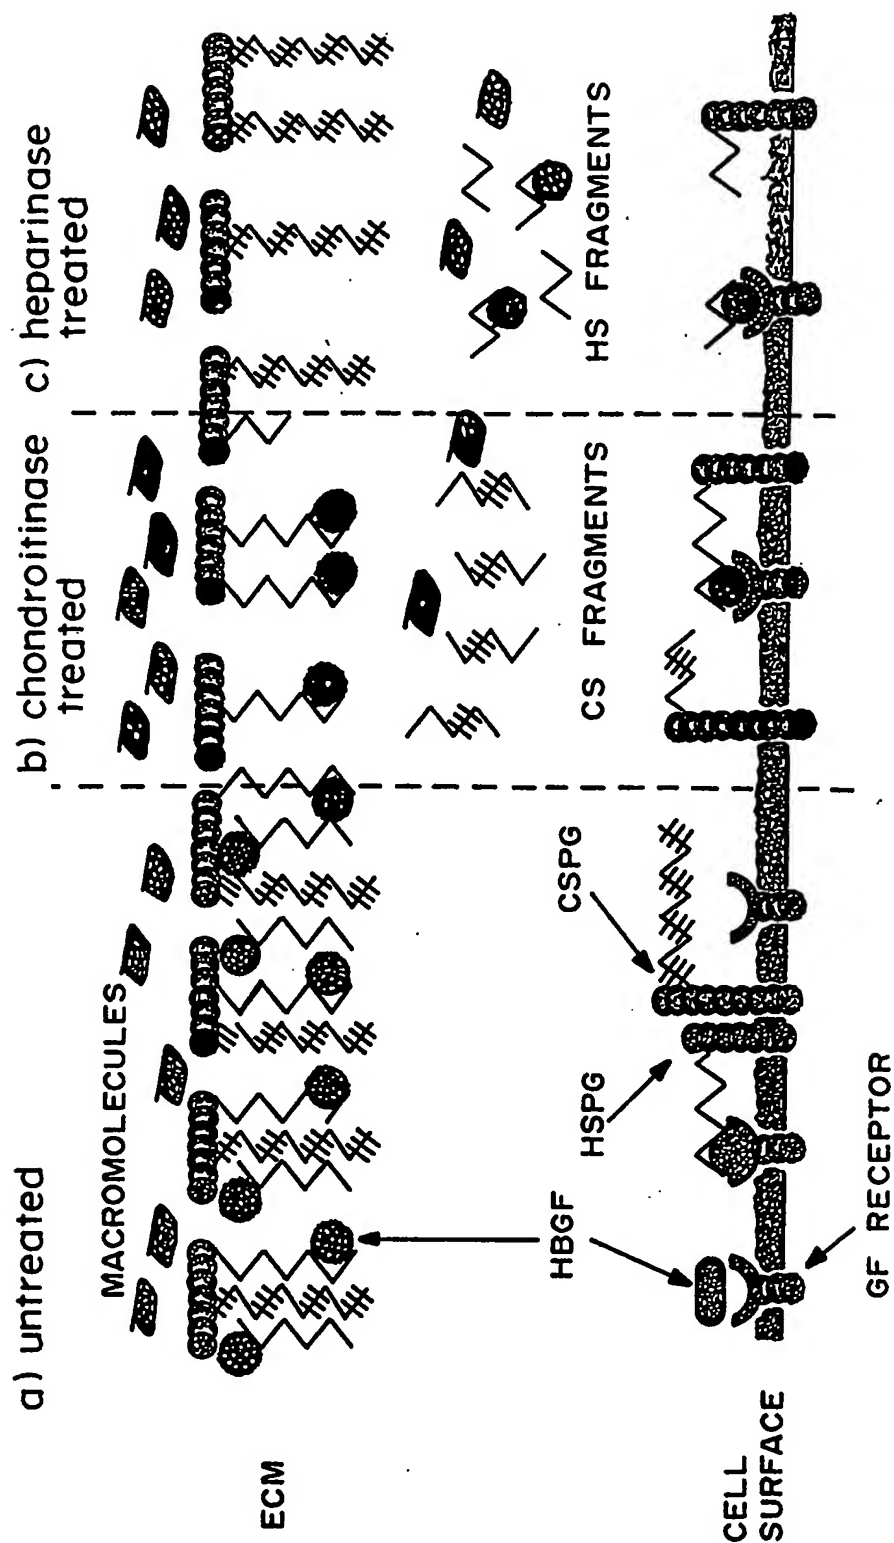 a) untreated
b) chondroitinase
treated
c) heparinase
treated
MACROMOLECULES
ECM
HBGF
HSPG
CSPG
CS FRAGMENTS
HS FRAGMENTS
CELL
SURFACE
GF RECEPTOR